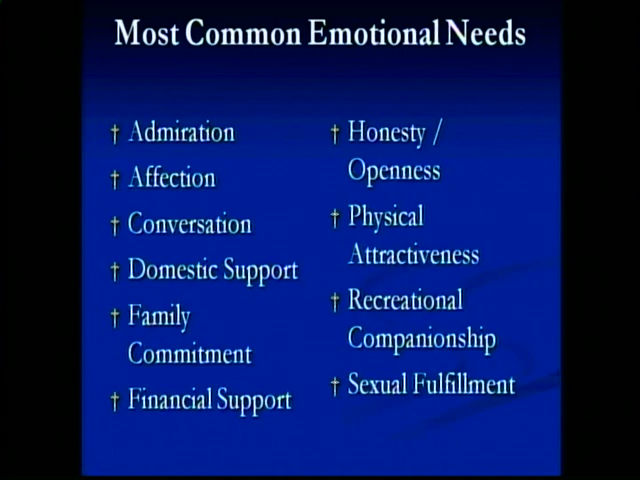 Most Common Emotional Needs
† Admiration
† Affection
† Conversation
† Domestic Support
† Family
Commitment
† Financial Support
† Honesty /
Openness
† Physical
Attractiveness
† Recreational
Companionship
† Sexual Fulfillment